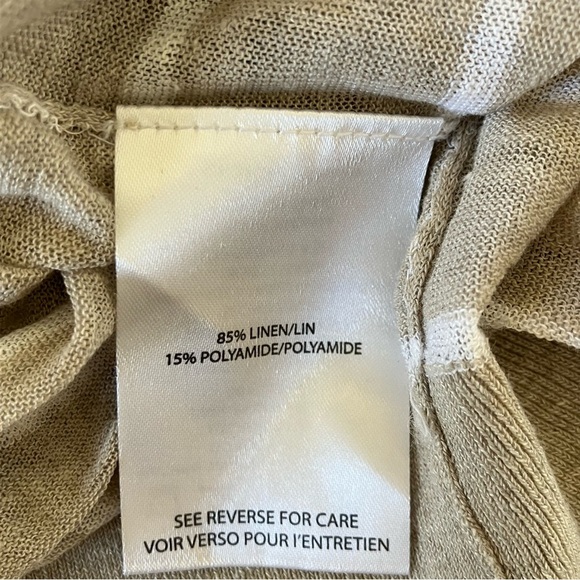 85% LINEN/LIN
15% POLYAMIDE/POLYAMIDE
SEE REVERSE FOR CARE
VOIR VERSO POUR I'ENTRETIEN